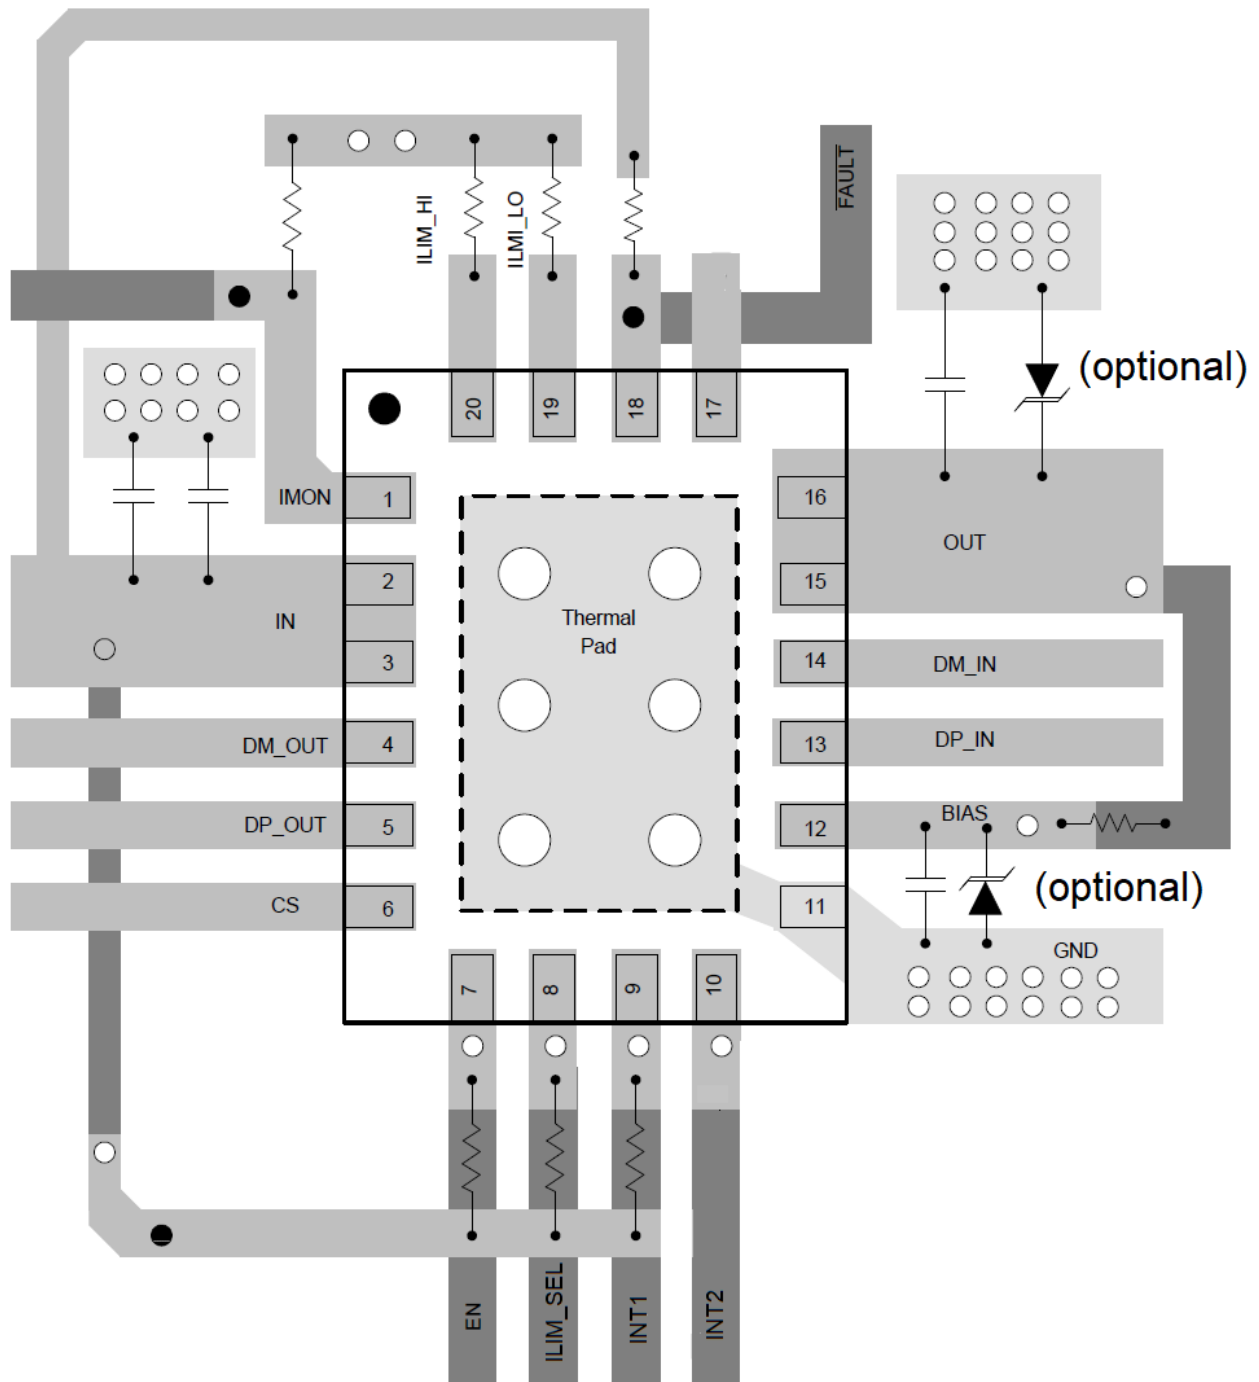 FAULT
ILIM_HI
ILMI_LO
(optional)
20
19
18
17
IMON
1
16
OUT
2
15
IN
Thermal
Pad
3
14
DM_IN
DM_OUT
4
13
DP_IN
DP_OUT
5
12
BIAS
(optional)
CS
6
11
GND
7
8
9
10
EN
ILIM_SEL
INT1
INT2